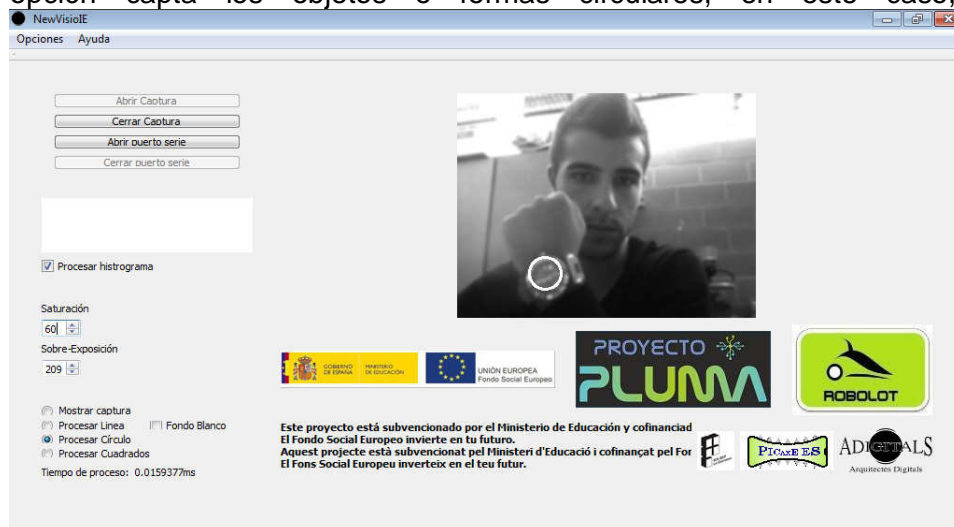 opción capta los objetos o formas circulares, en este caso,
NewVisioIE
Opciones Ayuda
Abrir Captura
Cerrar Captura
Abrir puerto serie
Cerrar puerto serie
Procesar histrograma
Saturación
60
Sobre-Exposición
209
Mostrar captura
Procesar Linea Fondo Blanco
Procesar Círculo
Procesar Cuadrados
Tiempo de proceso: 0.0159377ms
GOBIERNO DE ESPAÑA
MINISTERIO DE EDUCACIÓN
UNIÓN EUROPEA
Fondo Social Europeo
PROYECTO
PLUMA
ROBOLOT
Este proyecto está subvencionado por el Ministerio de Educación y cofinanciad
El Fondo Social Europeo invierte en tu futuro.
Aquest projecte està subvencionat pel Ministeri d'Educació i cofinançat pel For
El Fons Social Europeu inverteix en el teu futur.
PICAXE ES
ADIGITALS
Arquitectes Digitals